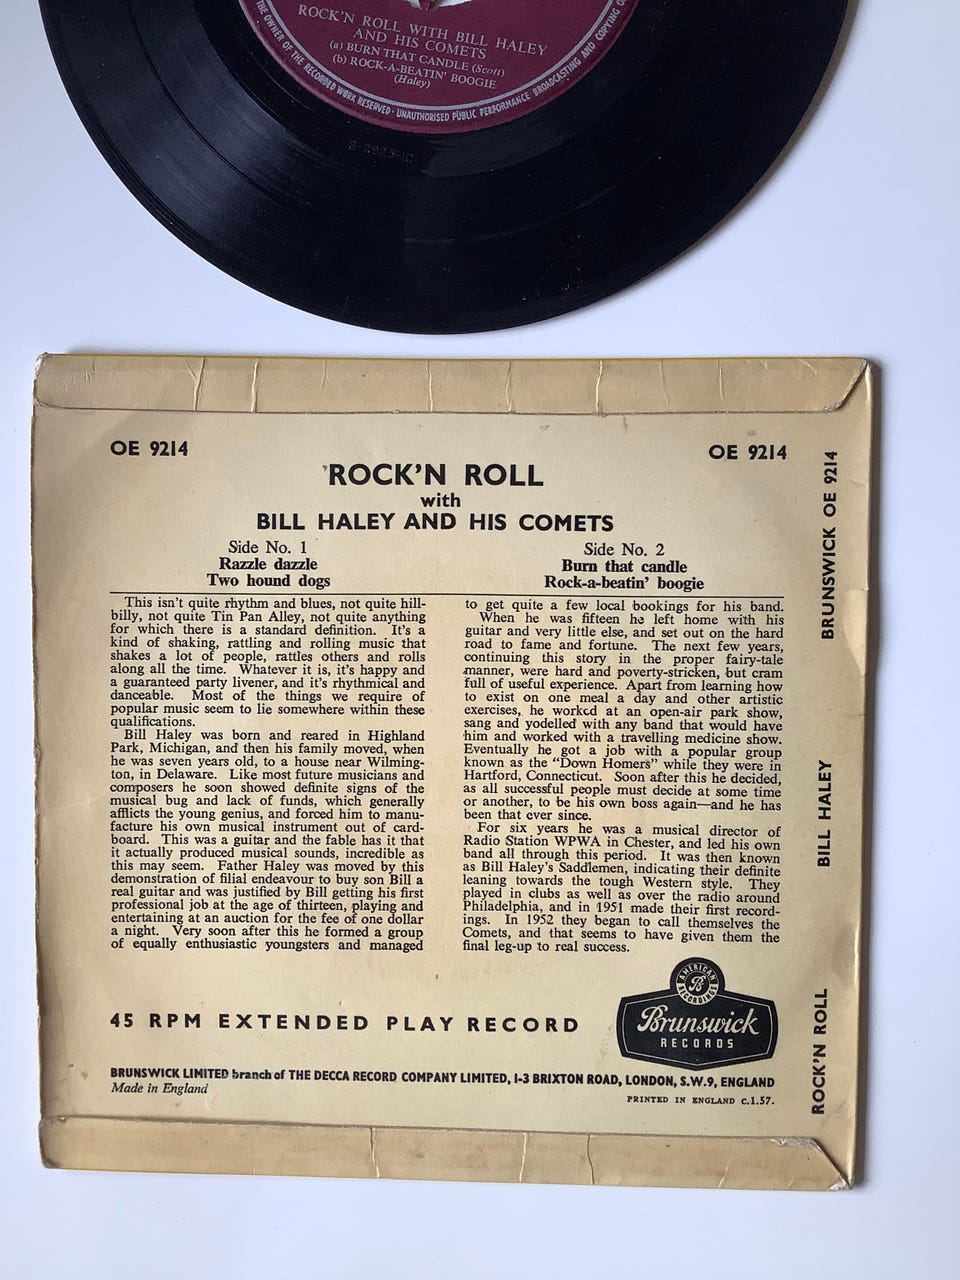 ROCK'N ROLL WITH BILL HALEY
AND HIS COMETS
(a) BURN THAT CANDLE (Scott)
(b) ROCK-A-BEATIN' BOOGIE
(Haley)
THE OWNER OF THE RECORDED WORK RESERVED · UNAUTHORISED PUBLIC PERFORMANCE BROADCASTING AND COPYING
OE 9214
OE 9214
'ROCK'N ROLL
with
BILL HALEY AND HIS COMETS
Side No. 1
Razzle dazzle
Two hound dogs
Side No. 2
Burn that candle
Rock-a-beatin' boogie
This isn't quite rhythm and blues, not quite hill-
billy, not quite Tin Pan Alley, not quite anything
for which there is a standard definition. It's a
kind of shaking, rattling and rolling music that
shakes a lot of people, rattles others and rolls
along all the time. Whatever it is, it's happy and
a guaranteed party livener, and it's rhythmical and
danceable. Most of the things we require of
popular music seem to lie somewhere within these
qualifications.
Bill Haley was born and reared in Highland
Park, Michigan, and then his family moved, when
he was seven years old, to a house near Wilming-
ton, in Delaware. Like most future musicians and
composers he soon showed definite signs of the
musical bug and lack of funds, which generally
afflicts the young genius, and forced him to manu-
facture his own musical instrument out of card-
board. This was a guitar and the fable has it that
it actually produced musical sounds, incredible as
this may seem. Father Haley was moved by this
demonstration of filial endeavour to buy son Bill a
real guitar and was justified by Bill getting his first
professional job at the age of thirteen, playing and
entertaining at an auction for the fee of one dollar
a night. Very soon after this he formed a group
of equally enthusiastic youngsters and managed
to get quite a few local bookings for his band.
When he was fifteen he left home with his
guitar and very little else, and set out on the hard
road to fame and fortune. The next few years,
continuing this story in the proper fairy-tale
manner, were hard and poverty-stricken, but cram
full of useful experience. Apart from learning how
to exist on one meal a day and other artistic
exercises, he worked at an open-air park show,
sang and yodelled with any band that would have
him and worked with a travelling medicine show.
Eventually he got a job with a popular group
known as the "Down Homers" while they were in
Hartford, Connecticut. Soon after this he decided,
as all successful people must decide at some time
or another, to be his own boss again—and he has
been that ever since.
For six years he was a musical director of
Radio Station WPWA in Chester, and led his own
band all through this period. It was then known
as Bill Haley's Saddlemen, indicating their definite
leaning towards the tough Western style. They
played in clubs as well as over the radio around
Philadelphia, and in 1951 made their first record-
ings. In 1952 they began to call themselves the
Comets, and that seems to have given them the
final leg-up to real success.
45 RPM EXTENDED PLAY RECORD
AMERICAN
Br
RECORDINGS
Brunswick
RECORDS
BRUNSWICK LIMITED branch of THE DECCA RECORD COMPANY LIMITED, 1-3 BRIXTON ROAD, LONDON, S.W.9, ENGLAND
Made in England
PRINTED IN ENGLAND c.1.57.
ROCK'N ROLL
BILL HALEY
BRUNSWICK OE 9214